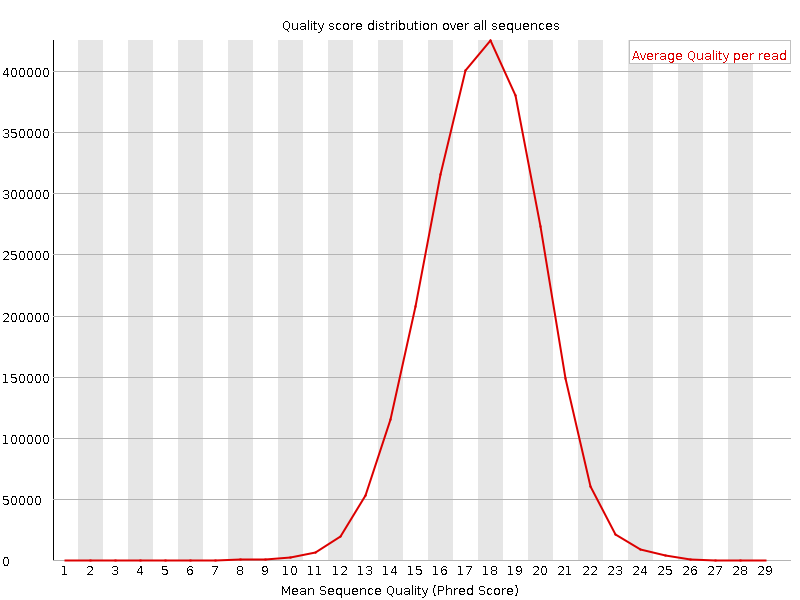 Quality score distribution over all sequences
Average Quality per read
400000
350000
300000
250000
200000
150000
100000
50000
0
1 2 3 4 5 6 7 8 9 10 11 12 13 14 15 16 17 18 19 20 21 22 23 24 25 26 27 28 29
Mean Sequence Quality (Phred Score)